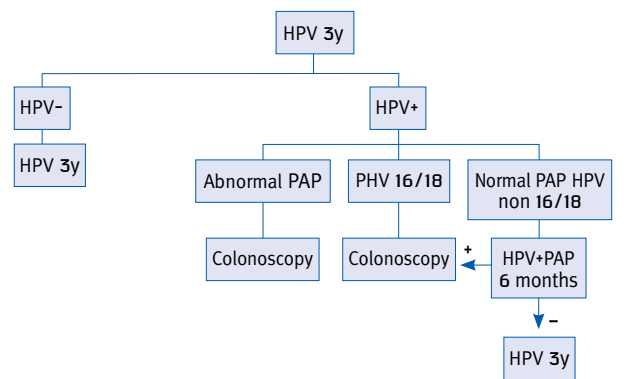 HPV 3y
HPV-
HPV+
HPV 3y
Abnormal PAP
PHV 16/18
Normal PAP HPV
non 16/18
Colonoscopy
Colonoscopy
+
HPV+PAP
6 months
-
HPV 3y